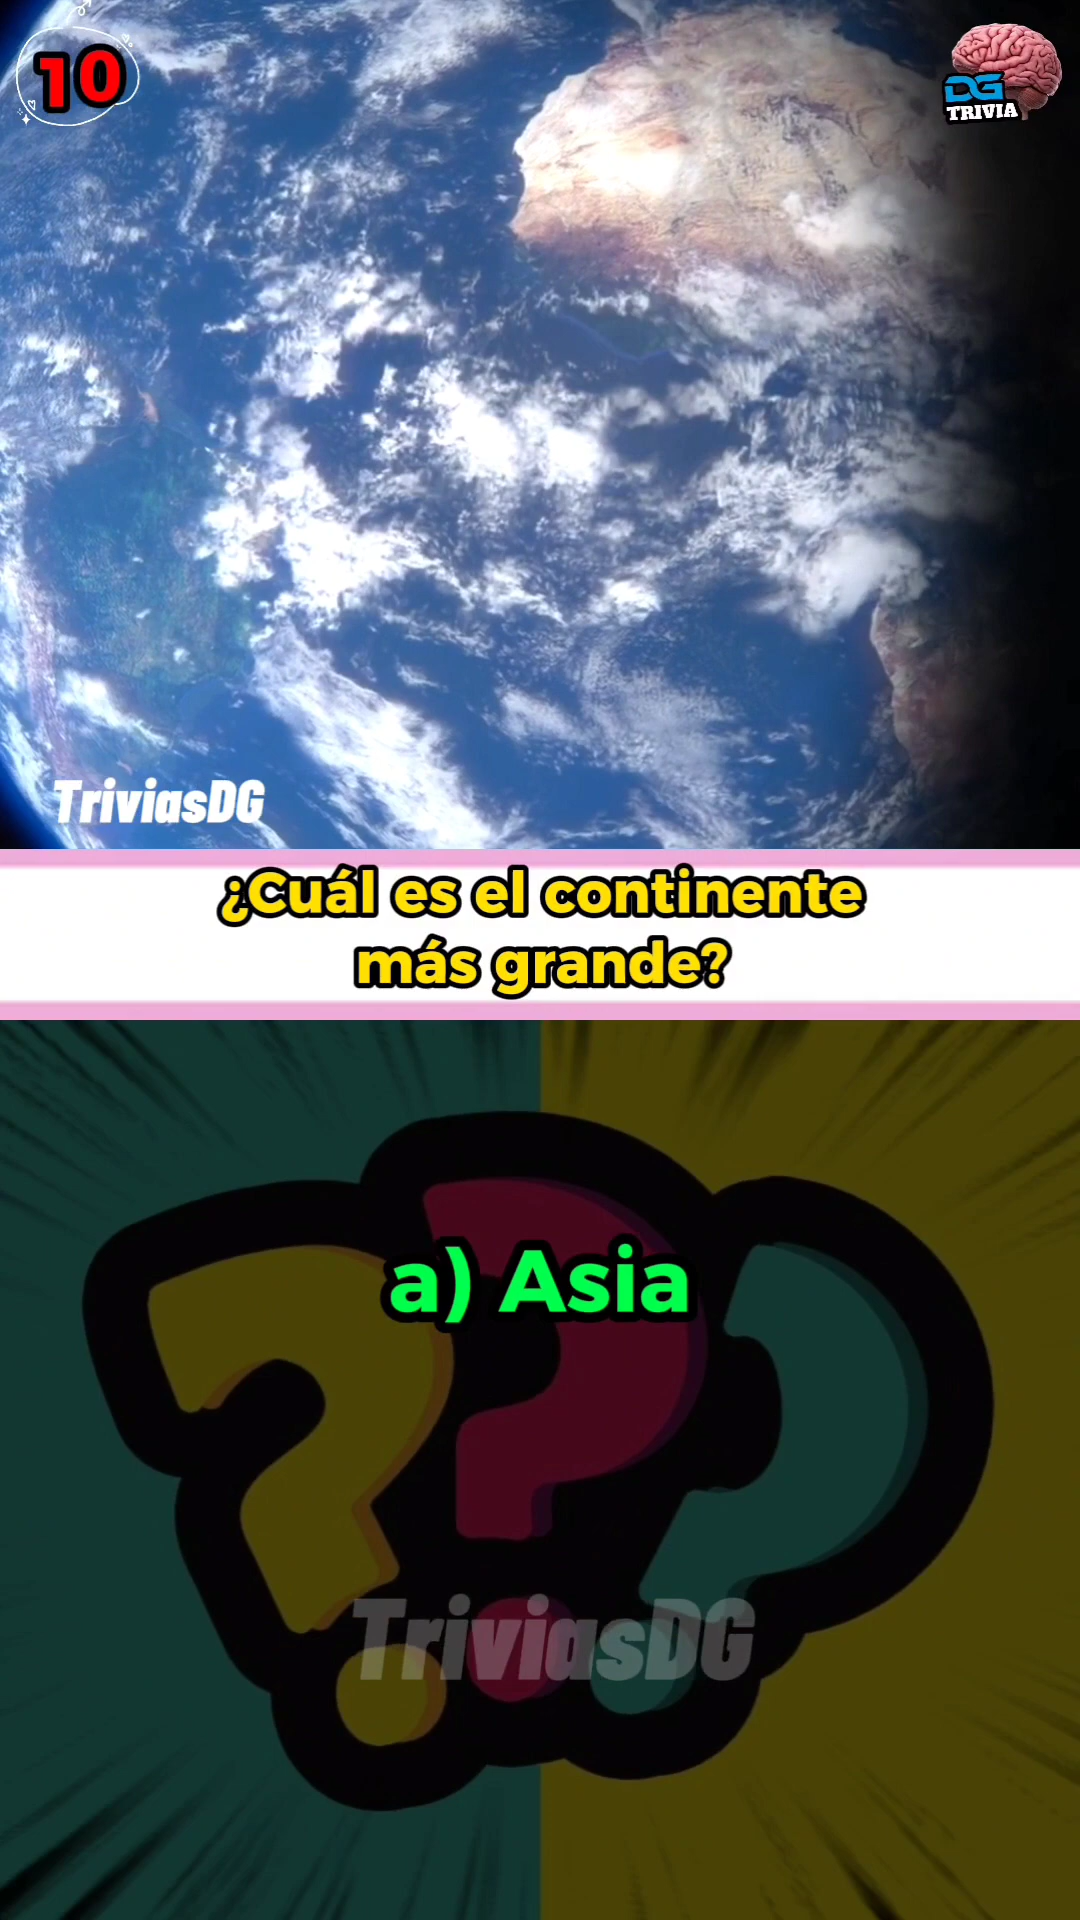 10
DG
TRIVIA
TriviasDG
¿Cuál es el continente
más grande?
a) Asia
TriviasDG